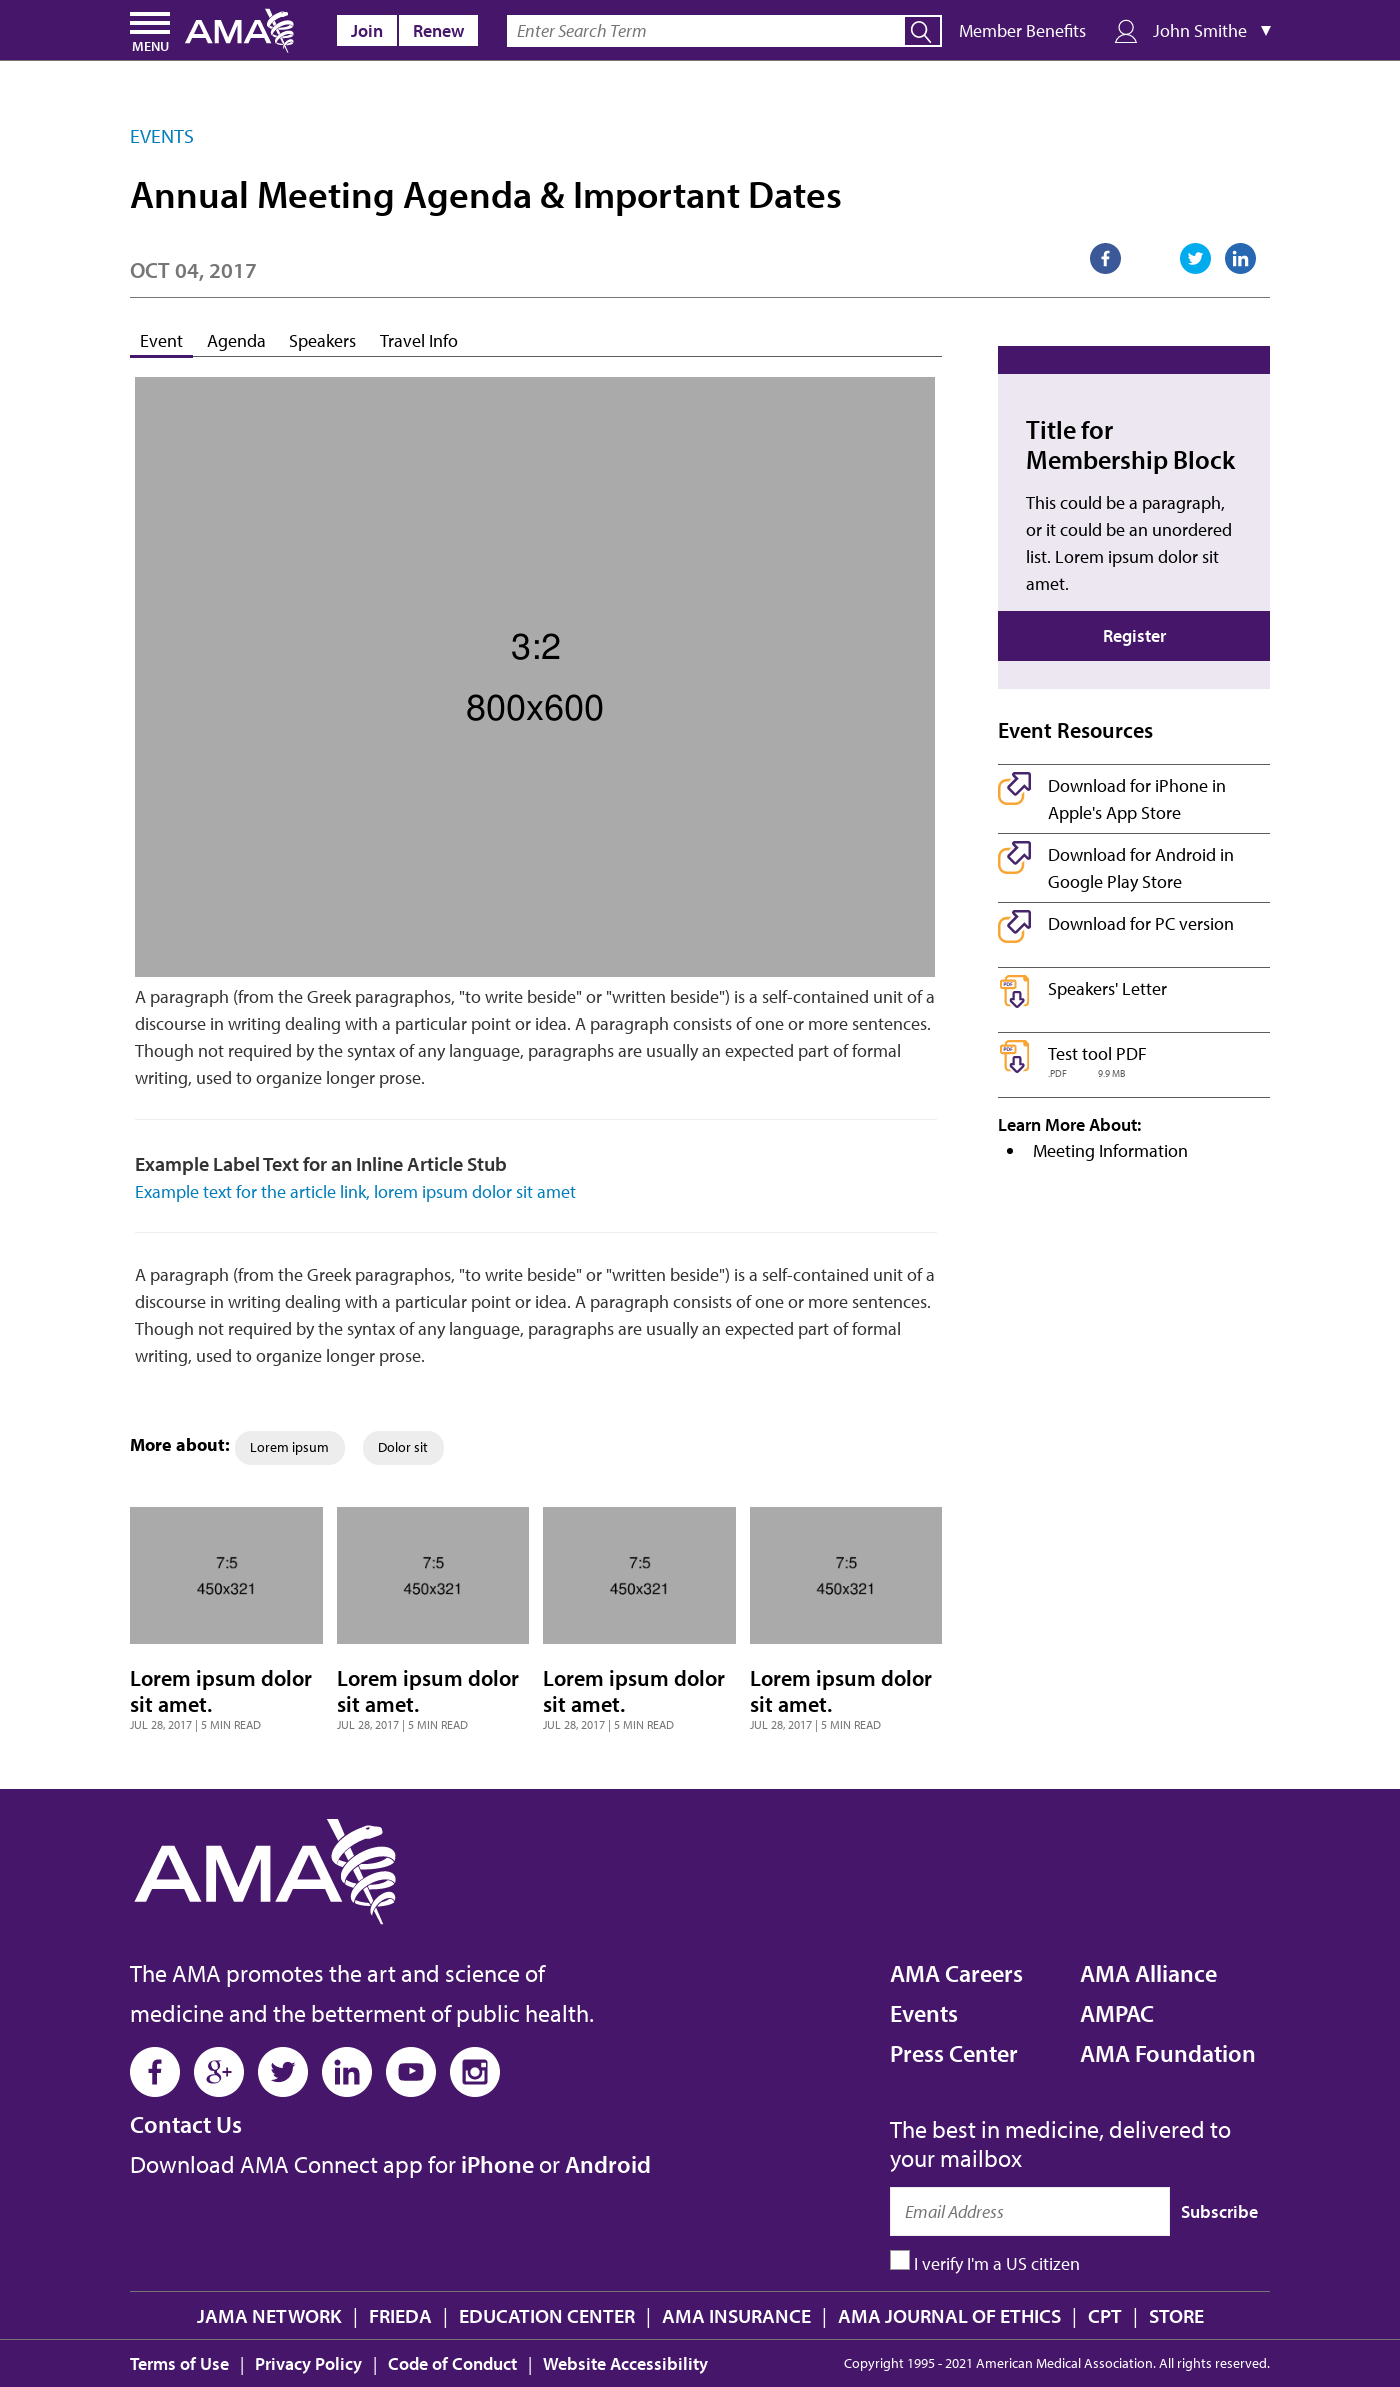 MENU
AMA
Join
Renew
Enter Search Term
Member Benefits
John Smithe ▼
EVENTS
Annual Meeting Agenda & Important Dates
OCT 04, 2017
Event
Agenda
Speakers
Travel Info
3:2
800x600
A paragraph (from the Greek paragraphos, "to write beside" or "written beside") is a self-contained unit of a
discourse in writing dealing with a particular point or idea. A paragraph consists of one or more sentences.
Though not required by the syntax of any language, paragraphs are usually an expected part of formal
writing, used to organize longer prose.
Example Label Text for an Inline Article Stub
Example text for the article link, lorem ipsum dolor sit amet
A paragraph (from the Greek paragraphos, "to write beside" or "written beside") is a self-contained unit of a
discourse in writing dealing with a particular point or idea. A paragraph consists of one or more sentences.
Though not required by the syntax of any language, paragraphs are usually an expected part of formal
writing, used to organize longer prose.
More about:
Lorem ipsum
Dolor sit
7:5
450x321
Lorem ipsum dolor
sit amet.
JUL 28, 2017 | 5 MIN READ
7:5
450x321
Lorem ipsum dolor
sit amet.
JUL 28, 2017 | 5 MIN READ
7:5
450x321
Lorem ipsum dolor
sit amet.
JUL 28, 2017 | 5 MIN READ
7:5
450x321
Lorem ipsum dolor
sit amet.
JUL 28, 2017 | 5 MIN READ
Title for
Membership Block
This could be a paragraph,
or it could be an unordered
list. Lorem ipsum dolor sit
amet.
Register
Event Resources
Download for iPhone in
Apple's App Store
Download for Android in
Google Play Store
Download for PC version
PDF
Speakers' Letter
PDF
Test tool PDF
.PDF 9.9 MB
Learn More About:
• Meeting Information
AMA
The AMA promotes the art and science of
medicine and the betterment of public health.
Contact Us
Download AMA Connect app for iPhone or Android
AMA Careers
Events
Press Center
AMA Alliance
AMPAC
AMA Foundation
The best in medicine, delivered to
your mailbox
Email Address
Subscribe
I verify I'm a US citizen
JAMA NETWORK | FRIEDA | EDUCATION CENTER | AMA INSURANCE | AMA JOURNAL OF ETHICS | CPT | STORE
Terms of Use | Privacy Policy | Code of Conduct | Website Accessibility
Copyright 1995 - 2021 American Medical Association. All rights reserved.